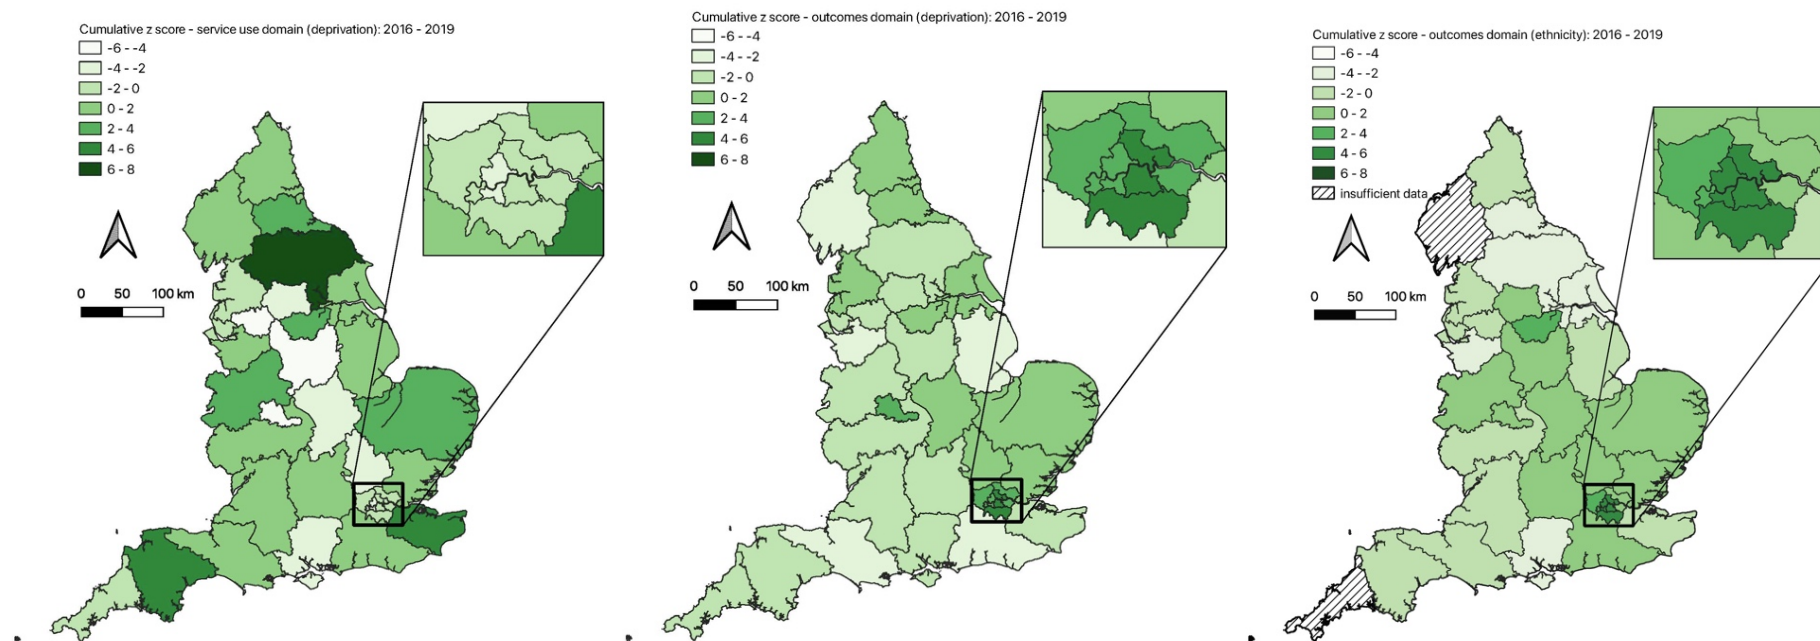 Cumulative z score - service use domain (deprivation): 2016 - 2019
-6 - -4
-4 - -2
-2 - 0
0 - 2
2 - 4
4 - 6
6 - 8
0 50 100 km
Cumulative z score - outcomes domain (deprivation): 2016 - 2019
-6 - -4
-4 - -2
-2 - 0
0 - 2
2 - 4
4 - 6
6 - 8
0 50 100 km
Cumulative z score - outcomes domain (ethnicity): 2016 - 2019
-6 - -4
-4 - -2
-2 - 0
0 - 2
2 - 4
4 - 6
6 - 8
insufficient data
0 50 100 km